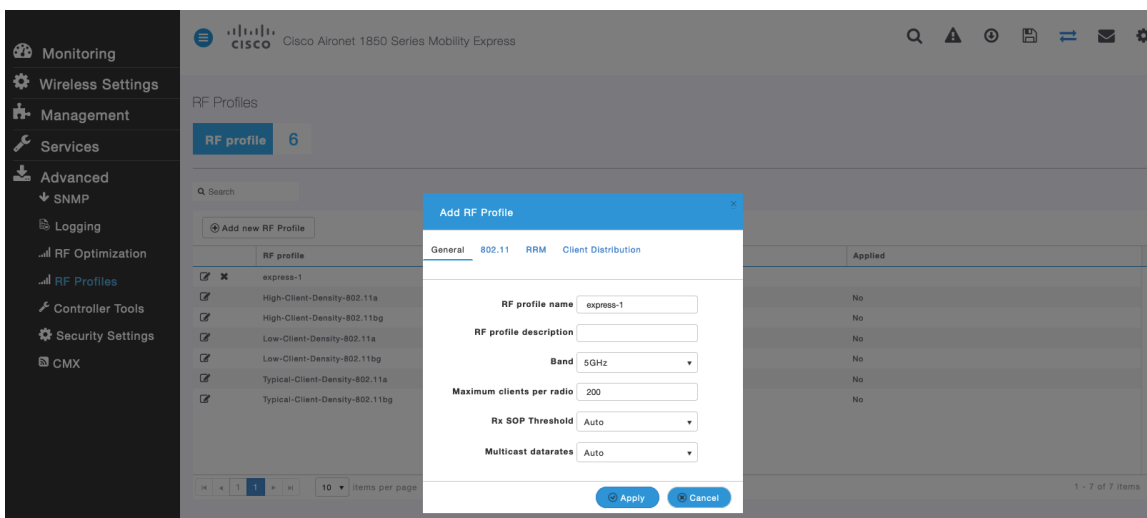 Monitoring
Wireless Settings
Management
Services
Advanced
SNMP
Logging
RF Optimization
RF Profiles
Controller Tools
Security Settings
CMX
CISCO Cisco Aironet 1850 Series Mobility Express
RF Profiles
RF profile 6
Search
Add new RF Profile
RF profile Applied
express-1
High-Client-Density-802.11a No
High-Client-Density-802.11bg No
Low-Client-Density-802.11a No
Low-Client-Density-802.11bg No
Typical-Client-Density-802.11a No
Typical-Client-Density-802.11bg No
1 1 10 items per page 1 - 7 of 7 items
Add RF Profile
General 802.11 RRM Client Distribution
RF profile name express-1
RF profile description
Band 5GHz
Maximum clients per radio 200
Rx SOP Threshold Auto
Multicast datarates Auto
Apply Cancel